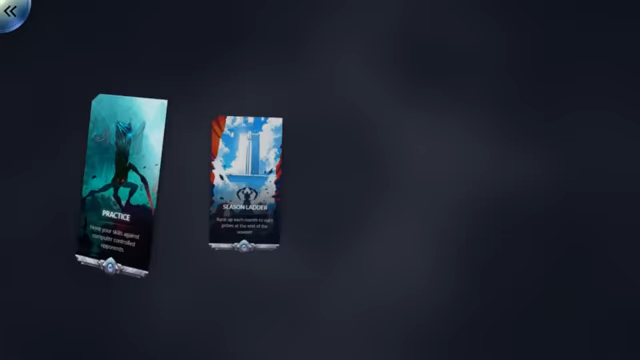 PRACTICE
Hone your skills against
computer controlled
opponents
SEASON LADDER
Rank up each month to earn
prizes at the end of the
season!